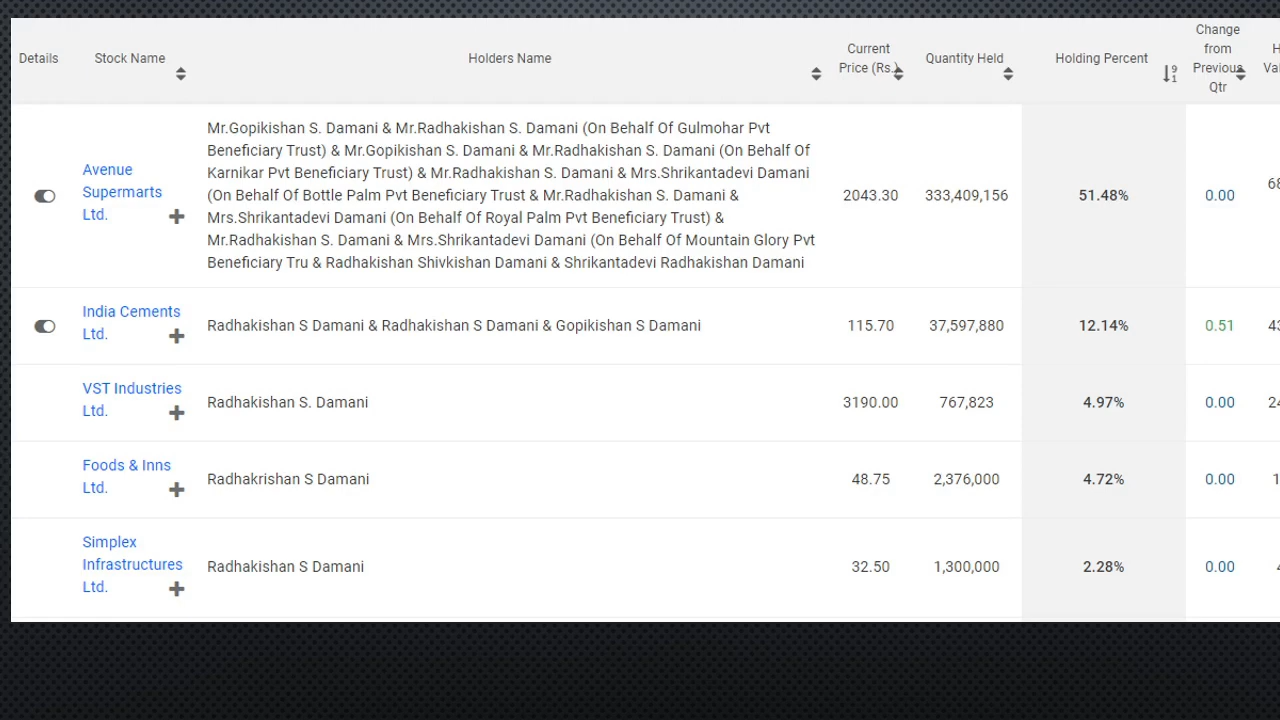 Details
Stock Name
Holders Name
Current
Price (Rs.)
Quantity Held
Holding Percent
Change
from
Previous
Qtr
Avenue
Supermarts
Ltd.
Mr.Gopikishan S. Damani & Mr.Radhakishan S. Damani (On Behalf Of Gulmohar Pvt
Beneficiary Trust) & Mr.Gopikishan S. Damani & Mr.Radhakishan S. Damani (On Behalf Of
Karnikar Pvt Beneficiary Trust) & Mr.Radhakishan S. Damani & Mrs.Shrikantadevi Damani
(On Behalf Of Bottle Palm Pvt Beneficiary Trust & Mr.Radhakishan S. Damani &
Mrs.Shrikantadevi Damani (On Behalf Of Royal Palm Pvt Beneficiary Trust) &
Mr.Radhakishan S. Damani & Mrs.Shrikantadevi Damani (On Behalf Of Mountain Glory Pvt
Beneficiary Tru & Radhakishan Shivkishan Damani & Shrikantadevi Radhakishan Damani
2043.30
333,409,156
51.48%
0.00
India Cements
Ltd.
Radhakishan S Damani & Radhakishan S Damani & Gopikishan S Damani
115.70
37,597,880
12.14%
0.51
VST Industries
Ltd.
Radhakishan S. Damani
3190.00
767,823
4.97%
0.00
Foods & Inns
Ltd.
Radhakrishan S Damani
48.75
2,376,000
4.72%
0.00
Simplex
Infrastructures
Ltd.
Radhakishan S Damani
32.50
1,300,000
2.28%
0.00